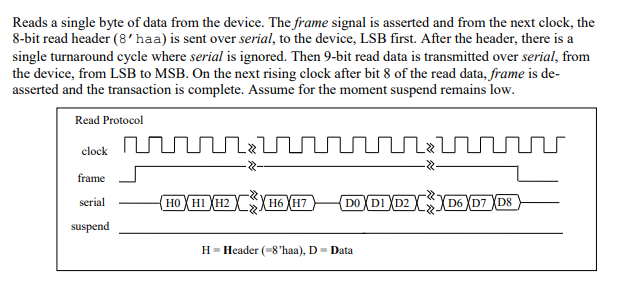 Reads a single byte of data from the device. The frame signal is asserted and from the next clock, the
8-bit read header (8'haa) is sent over serial, to the device, LSB first. After the header, there is a
single turnaround cycle where serial is ignored. Then 9-bit read data is transmitted over serial, from
the device, from LSB to MSB. On the next rising clock after bit 8 of the read data, frame is de-
asserted and the transaction is complete. Assume for the moment suspend remains low.
Read Protocol
clock
frame
serial H0 H1 H2 H6 H7 D0 D1 D2 D6 D7 D8
suspend
H = Header (=8'haa), D = Data